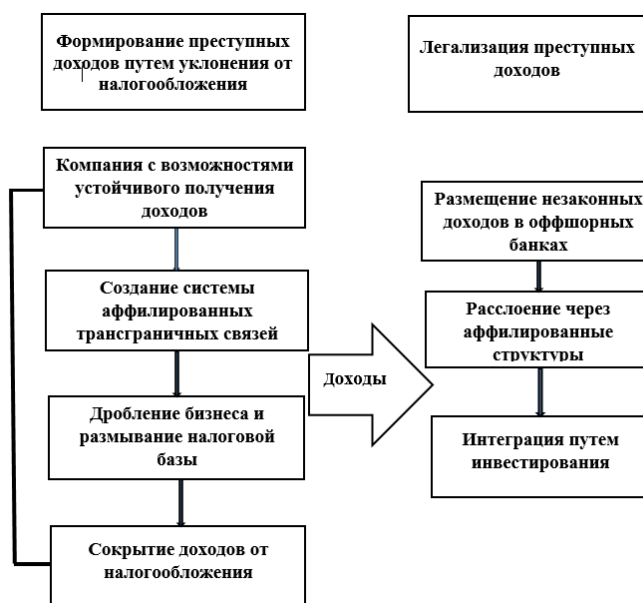 Формирование преступных
доходов путем уклонения от
налогообложения
Легализация преступных
доходов
Компания с возможностями
устойчивого получения
доходов
Создание системы
аффилированных
трансграничных связей
Дробление бизнеса и
размывание налоговой
базы
Сокрытие доходов от
налогообложения
Доходы
Размещение незаконных
доходов в оффшорных
банках
Расслоение через
аффилированные
структуры
Интеграция путем
инвестирования